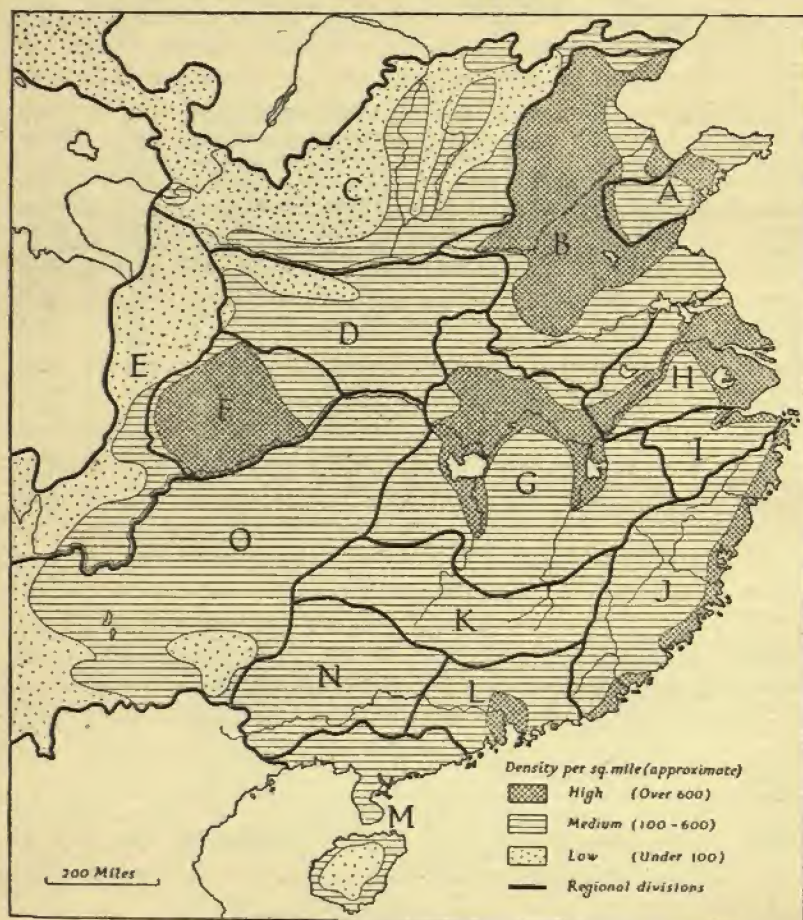 A
C
B
D
E
H
F
I
G
O
J
K
N
L
M
Density per sq. mile (approximate)
High (Over 600)
Medium (100-600)
Low (Under 100)
Regional divisions
200 Miles